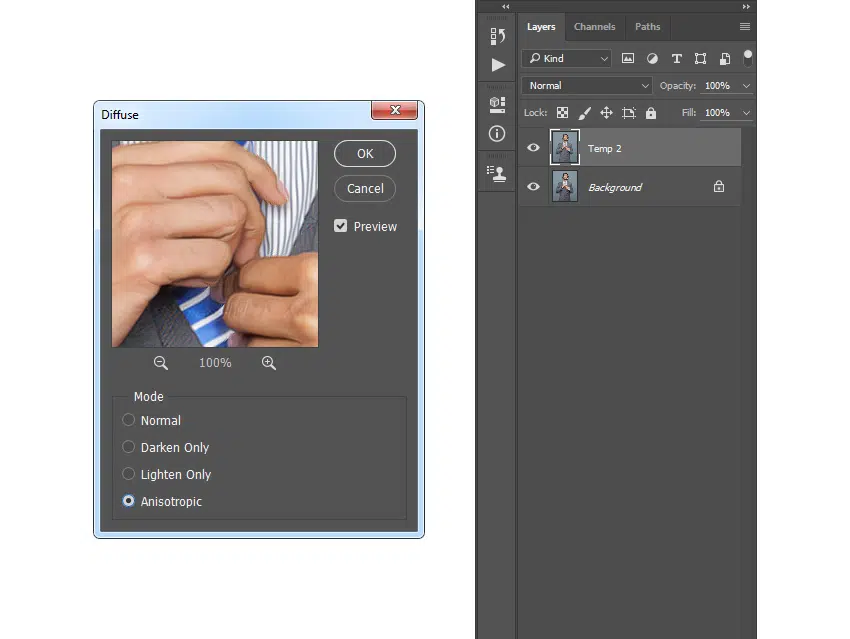 Diffuse
OK
Cancel
Preview
100%
Mode
Normal
Darken Only
Lighten Only
Anisotropic
Layers Channels Paths
Kind
Normal Opacity: 100%
Lock: Fill: 100%
Temp 2
Background